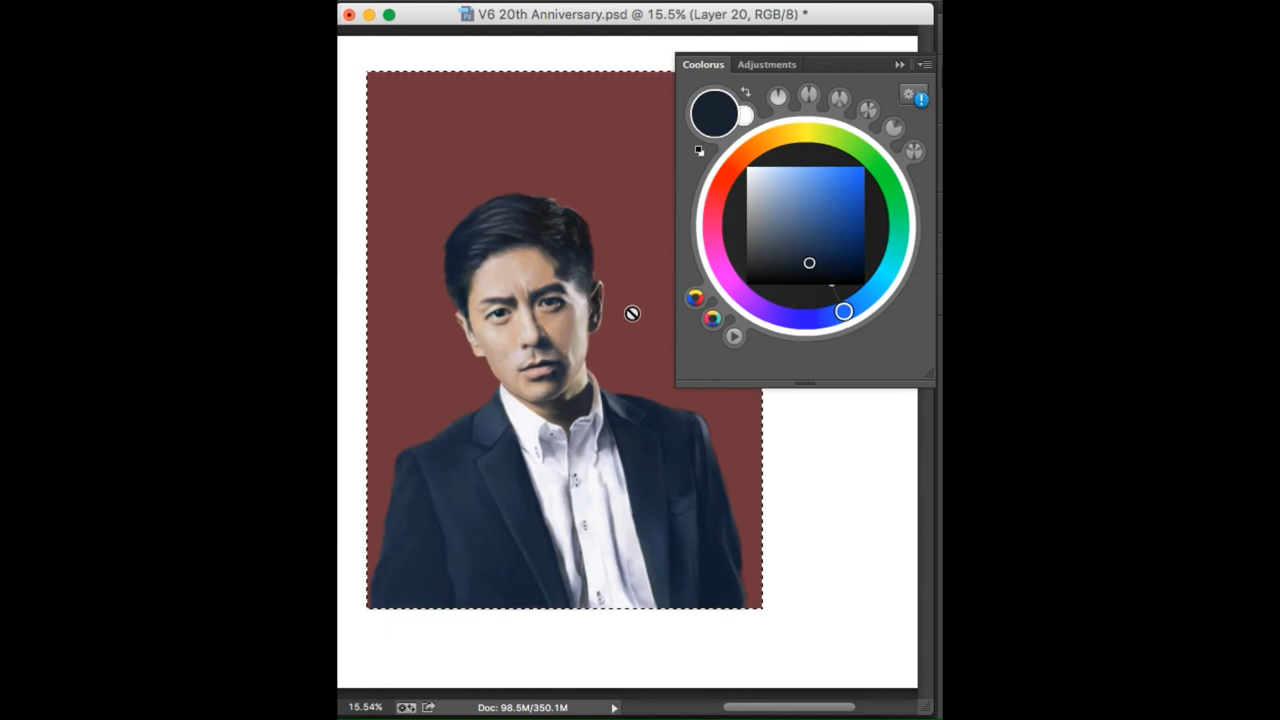 V6 20th Anniversary.psd @ 15.5% (Layer 20, RGB/8) *
Coolorus
Adjustments
15.54%
Doc: 98.5M/350.1M